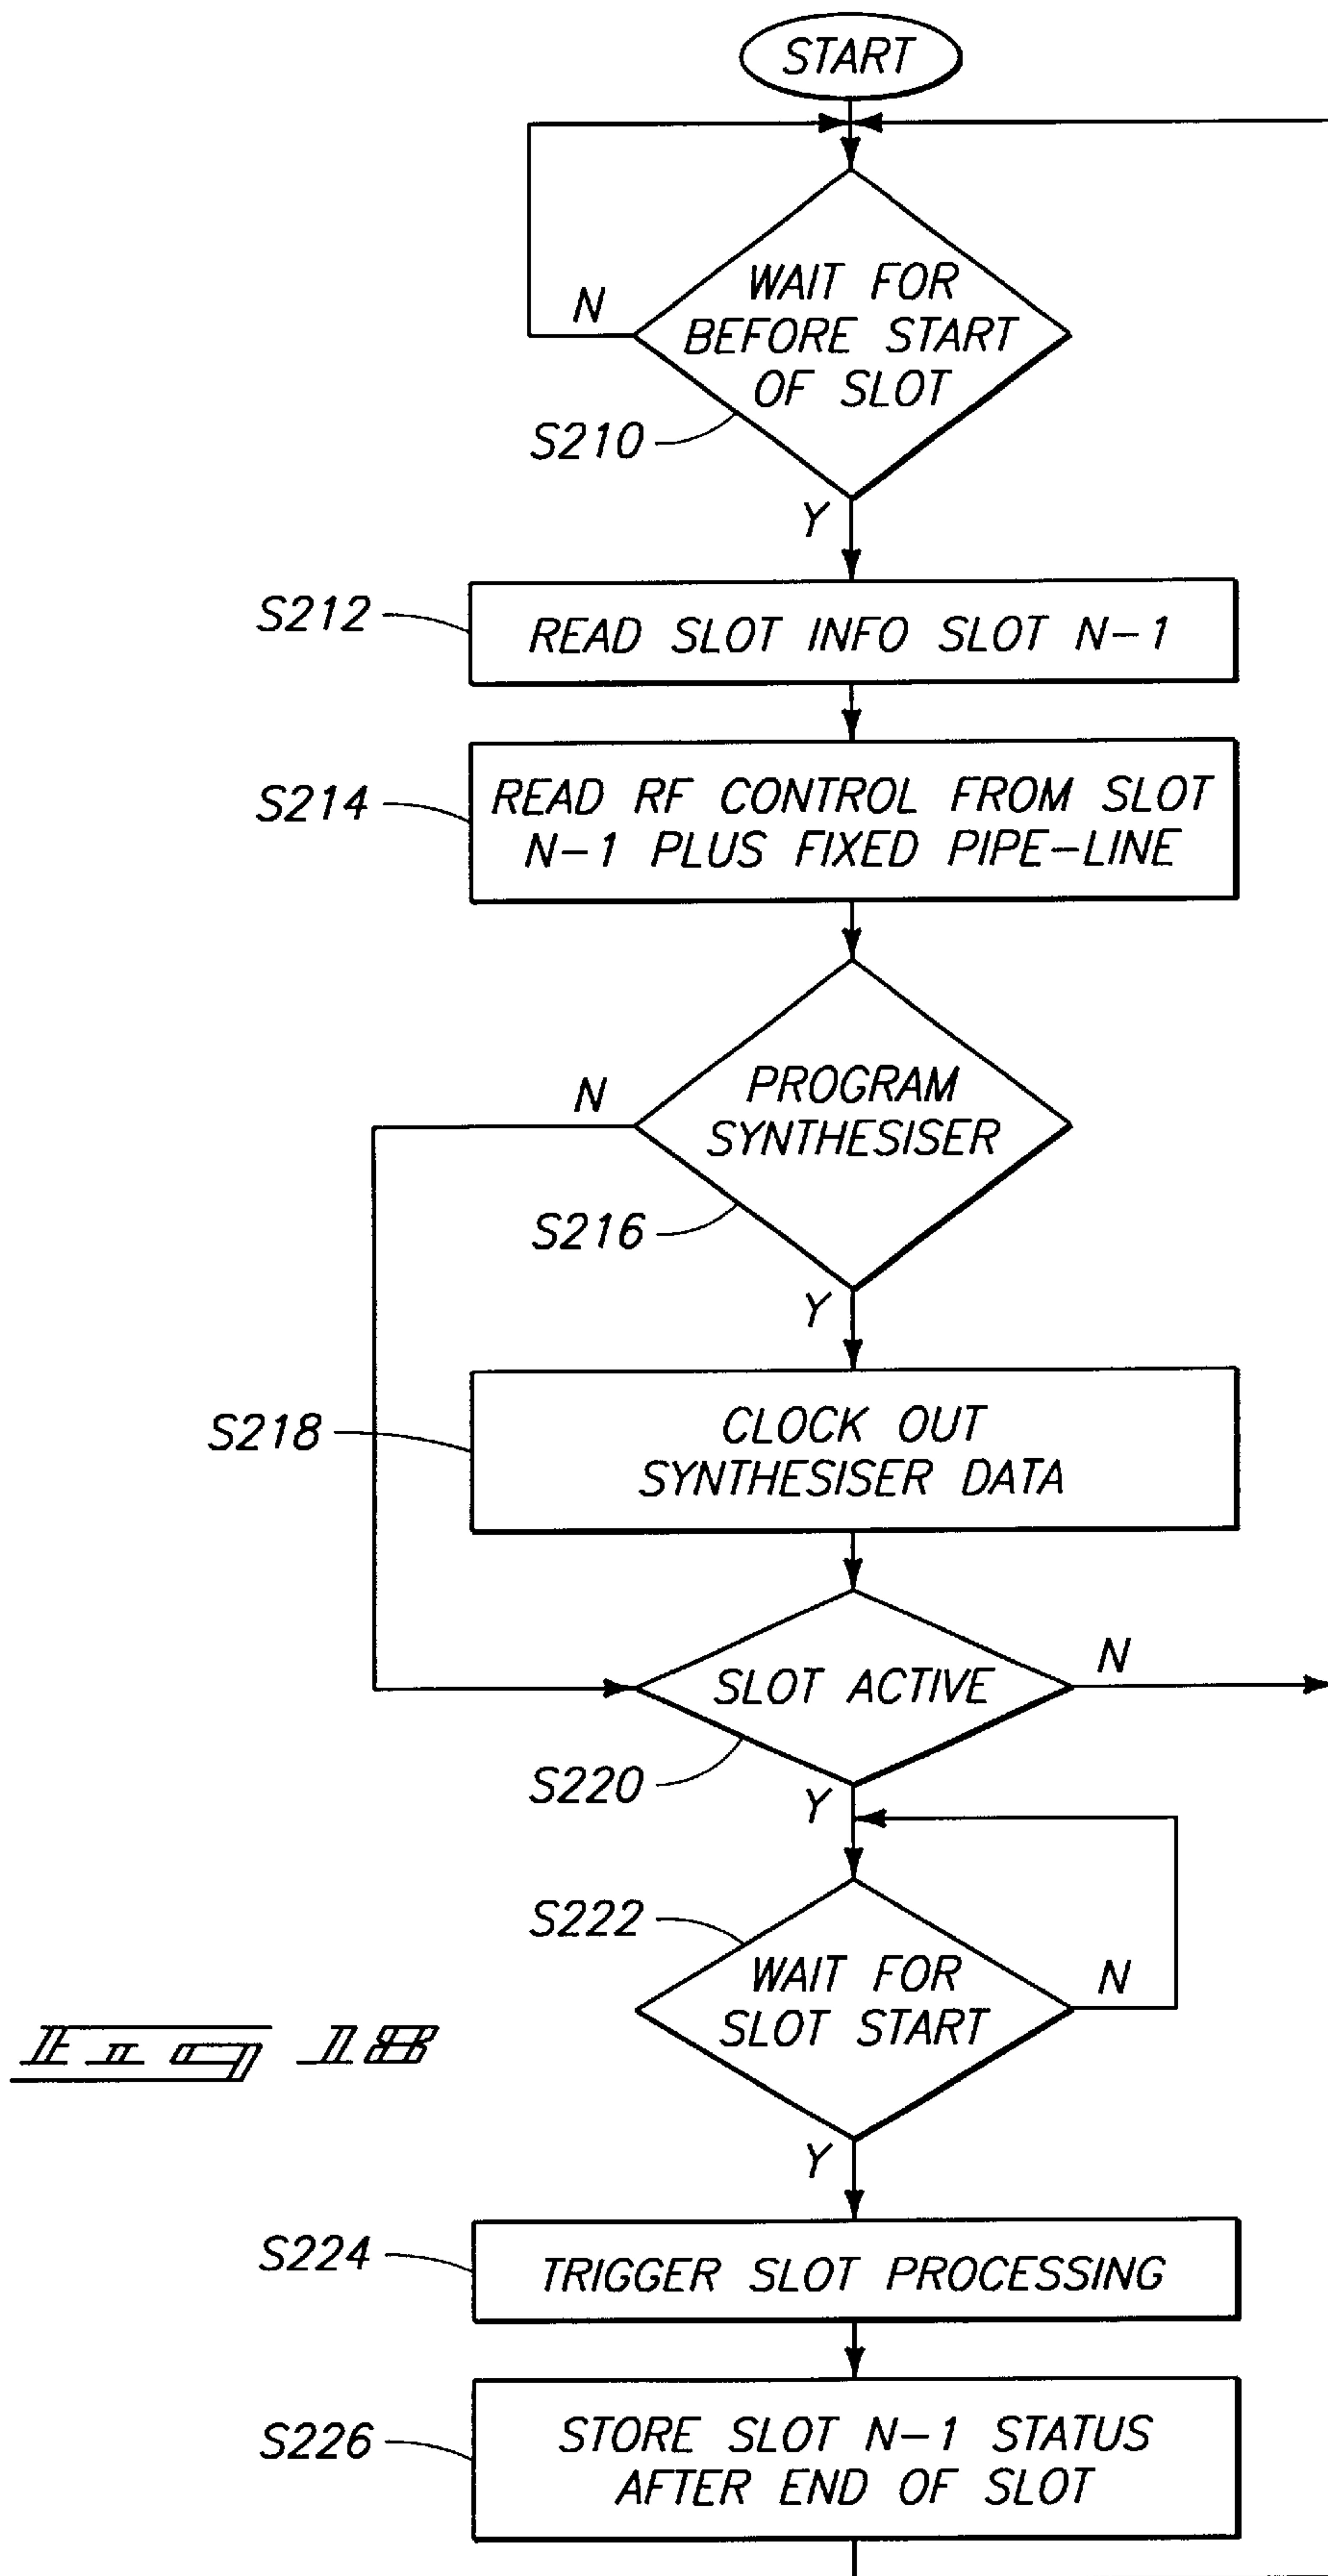 START
N
WAIT FOR
BEFORE START
OF SLOT
S210
Y
S212
READ SLOT INFO SLOT N-1
S214
READ RF CONTROL FROM SLOT
N-1 PLUS FIXED PIPE-LINE
N
PROGRAM
SYNTHESISER
S216
Y
S218
CLOCK OUT
SYNTHESISER DATA
SLOT ACTIVE
N
S220
Y
S222
WAIT FOR
SLOT START
N
Fig 18
Y
S224
TRIGGER SLOT PROCESSING
S226
STORE SLOT N-1 STATUS
AFTER END OF SLOT